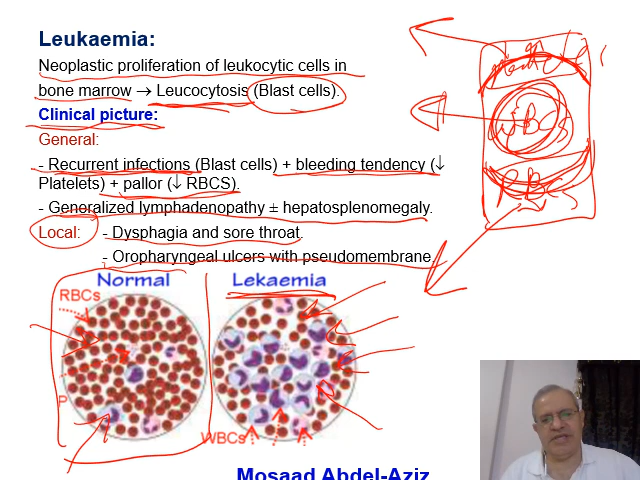 Leukaemia:
Neoplastic proliferation of leukocytic cells in
bone marrow → Leucocytosis (Blast cells).
Clinical picture:
General:
- Recurrent infections (Blast cells) + bleeding tendency (↓
Platelets) + pallor (↓ RBCS).
- Generalized lymphadenopathy ± hepatosplenomegaly.
Local: - Dysphagia and sore throat.
- Oropharyngeal ulcers with pseudomembrane.
Normal Lekaemia
RBCs
P
WBCs
Mosaad Abdel-Aziz
WBCS
RBCS